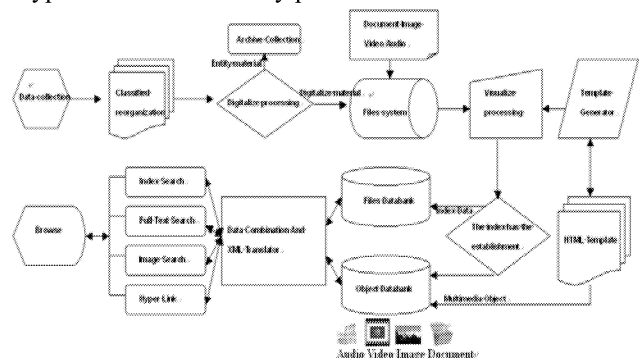 Archive-Collection
Document-Image-
Video-Audio
Entity material
Data-collection
Classified-
reorganization
Digitalize processing
Digitalize material
Files system
Visualize
processing
Template-
Generator
Index Search
Full Text Search
Image Search
Hyper Link
Browse
Data Combination And
XML Translator
Files Databank
Index Data
The index has the
establishment
HTML-Template
Object Databank
Multimedia Object
Audio Video Image Document